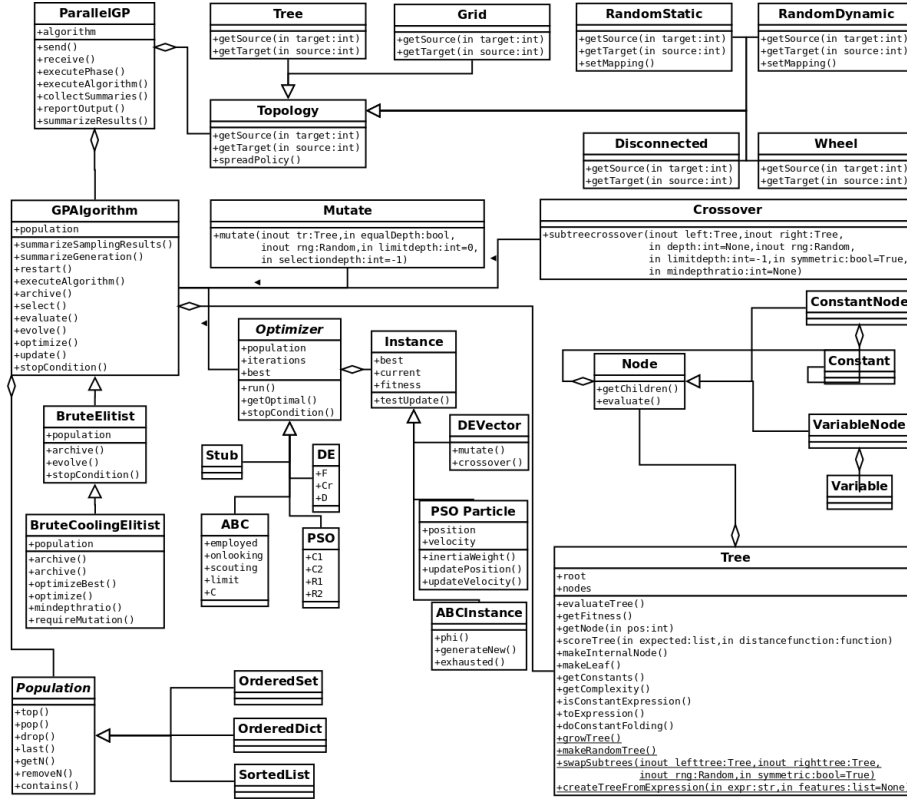 ParallelGP
+algorithm
+send()
+receive()
+executePhase()
+executeAlgorithm()
+collectSummaries()
+reportOutput()
+summarizeResults()
Tree
+getSource(in target:int)
+getTarget(in source:int)
Grid
+getSource(in target:int)
+getTarget(in source:int)
RandomStatic
+getSource(in target:int)
+getTarget(in source:int)
+setMapping()
RandomDynamic
+getSource(in target:int)
+getTarget(in source:int)
+setMapping()
Topology
+getSource(in target:int)
+getTarget(in source:int)
+spreadPolicy()
Disconnected
+getSource(in target:int)
+getTarget(in source:int)
Wheel
+getSource(in target:int)
+getTarget(in source:int)
GPAlgorithm
+population
+summarizeSamplingResults()
+summarizeGeneration()
+restart()
+executeAlgorithm()
+archive()
+select()
+evaluate()
+evolve()
+optimize()
+update()
+stopCondition()
Mutate
+mutate(inout tr:Tree,in equalDepth:bool,
inout rng:Random,in limitdepth:int=0,
in selectiondepth:int=-1)
Crossover
+subtreecrossover(inout left:Tree,inout right:Tree,
in depth:int=None,inout rng:Random,
in limitdepth:int=-1,in symmetric:bool=True,
in mindepthratio:int=None)
Optimizer
+population
+iterations
+best
+run()
+getOptimal()
+stopCondition()
Instance
+best
+current
+fitness
+testUpdate()
Node
+getChildren()
+evaluate()
ConstantNode
Constant
VariableNode
Variable
BruteElitist
+population
+archive()
+evolve()
+stopCondition()
Stub
DE
+F
+Cr
+D
DEVector
+mutate()
+crossover()
BruteCoolingElitist
+population
+archive()
+archive()
+optimizeBest()
+optimize()
+mindepthratio()
+requireMutation()
ABC
+employed
+onlooking
+scouting
+limit
+C
PSO
+C1
+C2
+R1
+R2
PSO Particle
+position
+velocity
+inertiaWeight()
+updatePosition()
+updateVelocity()
ABCInstance
+phi()
+generateNew()
+exhausted()
Tree
+root
+nodes
+evaluateTree()
+getFitness()
+getNode(in pos:int)
+scoreTree(in expected:list,in distancefunction:function)
+makeInternalNode()
+makeLeaf()
+getConstants()
+getComplexity()
+isConstantExpression()
+toExpression()
+doConstantFolding()
+growTree()
+makeRandomTree()
+swapSubtrees(inout lefttree:Tree,inout righttree:Tree,
inout rng:Random,in symmetric:bool=True)
+createTreeFromExpression(in expr:str,in features:list=None)
Population
+top()
+pop()
+drop()
+last()
+getN()
+removeN()
+contains()
OrderedSet
OrderedDict
SortedList